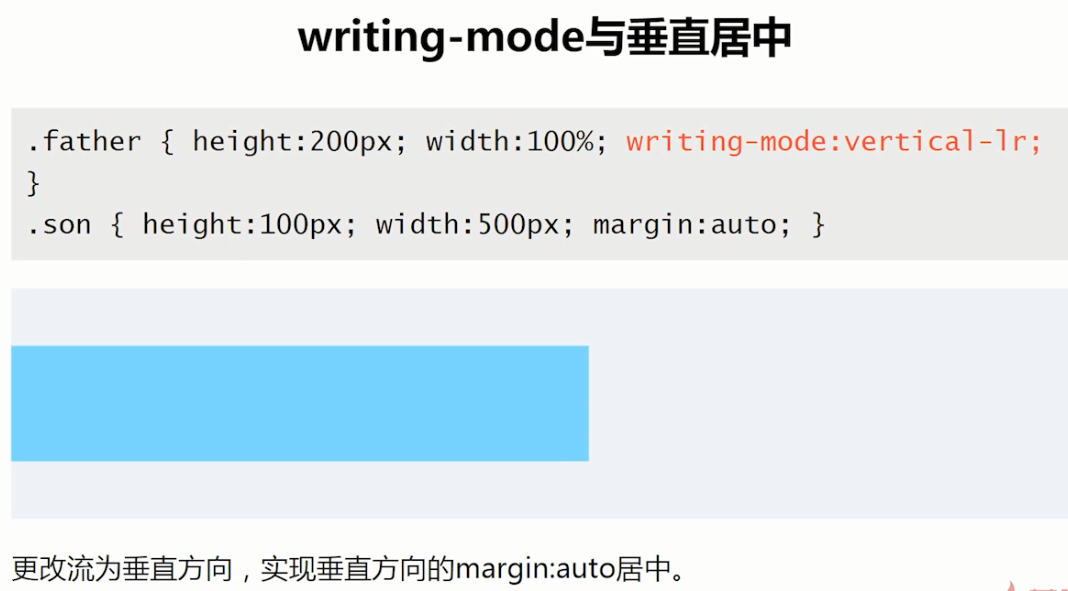 writing-mode与垂直居中
.father { height:200px; width:100%; writing-mode:vertical-lr;
}
.son { height:100px; width:500px; margin:auto; }
更改流为垂直方向，实现垂直方向的margin:auto居中。